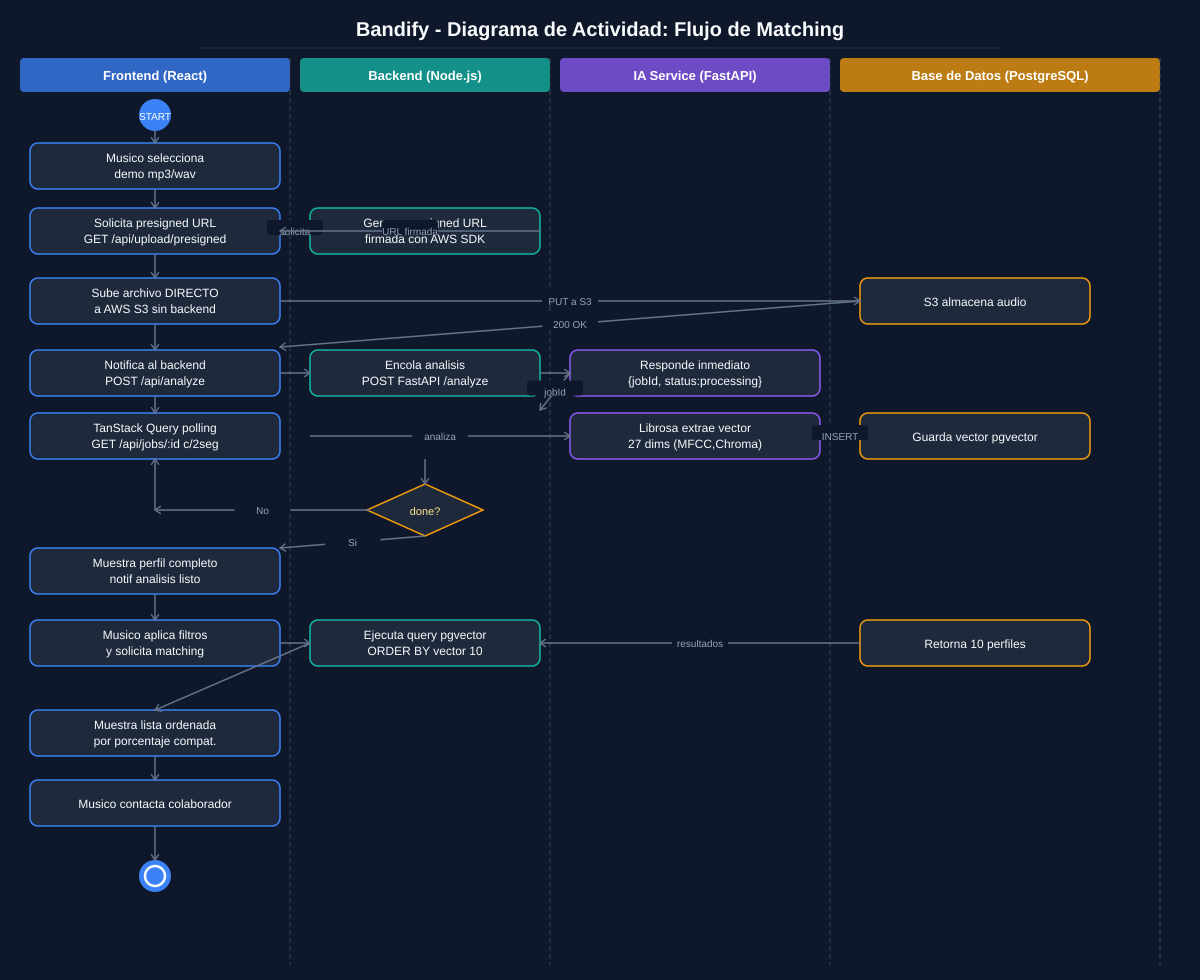 Bandify - Diagrama de Actividad: Flujo de Matching
Frontend (React)
Backend (Node.js)
IA Service (FastAPI)
Base de Datos (PostgreSQL)
START
Musico selecciona
demo mp3/wav
Solicita presigned URL
GET /api/upload/presigned
solicita
URL
firmada con AWS SDK
URL firmada
Sube archivo DIRECTO
a AWS S3 sin backend
PUT a S3
S3 almacena audio
200 OK
Notifica al backend
POST /api/analyze
Encola analisis
POST FastAPI /analyze
Responde inmediato
{jobId, status:processing}
jobId
TanStack Query polling
GET /api/jobs/:id c/2seg
analiza
Librosa extrae vector
27 dims (MFCC,Chroma)
INSERT
Guarda vector pgvector
done?
No
Si
Muestra perfil completo
notif analisis listo
Musico aplica filtros
y solicita matching
Ejecuta query pgvector
ORDER BY vector 10
resultados
Retorna 10 perfiles
Muestra lista ordenada
por porcentaje compat.
Musico contacta colaborador